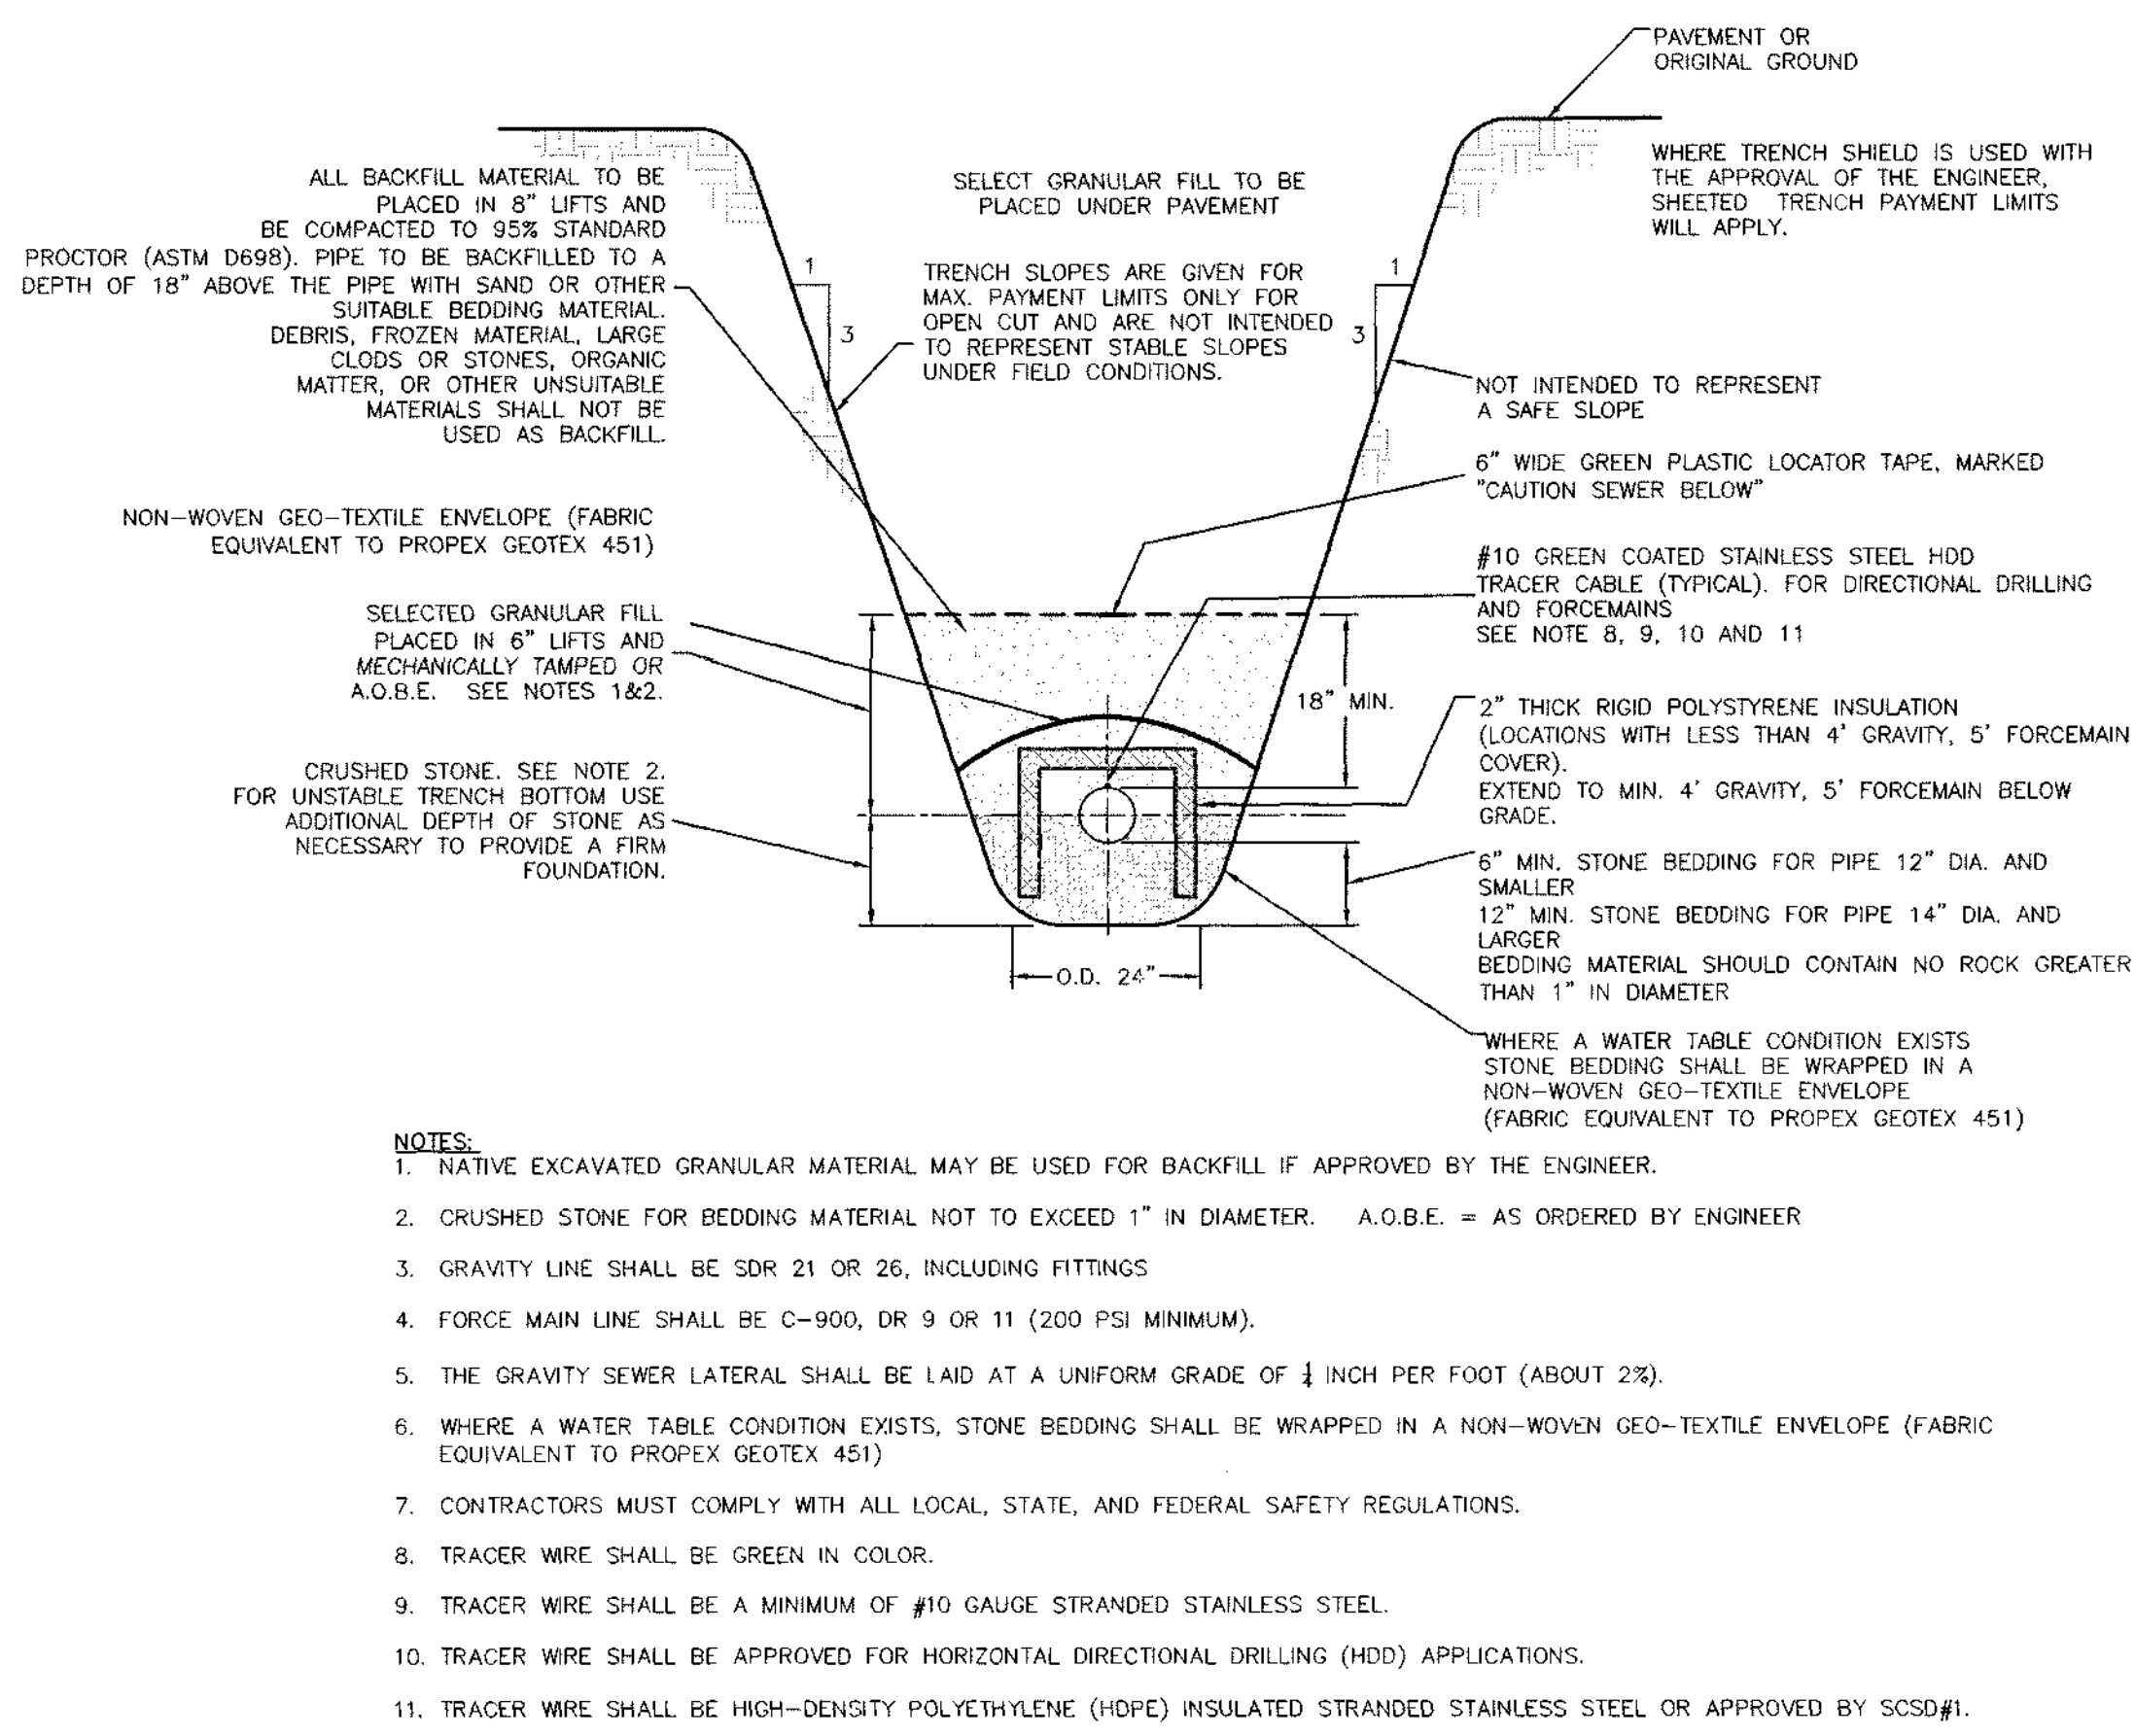 PAVEMENT OR
ORIGINAL GROUND
WHERE TRENCH SHIELD IS USED WITH
THE APPROVAL OF THE ENGINEER,
SHEETED TRENCH PAYMENT LIMITS
WILL APPLY.
ALL BACKFILL MATERIAL TO BE
PLACED IN 8" LIFTS AND
BE COMPACTED TO 95% STANDARD
PROCTOR (ASTM D698). PIPE TO BE BACKFILLED TO A
DEPTH OF 18" ABOVE THE PIPE WITH SAND OR OTHER
SUITABLE BEDDING MATERIAL.
DEBRIS, FROZEN MATERIAL, LARGE
CLODS OR STONES, ORGANIC
MATTER, OR OTHER UNSUITABLE
MATERIALS SHALL NOT BE
USED AS BACKFILL.
SELECT GRANULAR FILL TO BE
PLACED UNDER PAVEMENT
1
3
TRENCH SLOPES ARE GIVEN FOR
MAX. PAYMENT LIMITS ONLY FOR
OPEN CUT AND ARE NOT INTENDED
TO REPRESENT STABLE SLOPES
UNDER FIELD CONDITIONS.
1
3
NOT INTENDED TO REPRESENT
A SAFE SLOPE
6" WIDE GREEN PLASTIC LOCATOR TAPE, MARKED
"CAUTION SEWER BELOW"
NON-WOVEN GEO-TEXTILE ENVELOPE (FABRIC
EQUIVALENT TO PROPEX GEOTEX 451)
#10 GREEN COATED STAINLESS STEEL HDD
TRACER CABLE (TYPICAL). FOR DIRECTIONAL DRILLING
AND FORCEMAINS
SEE NOTE 8, 9, 10 AND 11
SELECTED GRANULAR FILL
PLACED IN 6" LIFTS AND
MECHANICALLY TAMPED OR
A.O.B.E. SEE NOTES 1&2.
18" MIN.
2" THICK RIGID POLYSTYRENE INSULATION
(LOCATIONS WITH LESS THAN 4' GRAVITY, 5' FORCEMAIN
COVER).
EXTEND TO MIN. 4' GRAVITY, 5' FORCEMAIN BELOW
GRADE.
CRUSHED STONE. SEE NOTE 2.
FOR UNSTABLE TRENCH BOTTOM USE
ADDITIONAL DEPTH OF STONE AS
NECESSARY TO PROVIDE A FIRM
FOUNDATION.
6" MIN. STONE BEDDING FOR PIPE 12" DIA. AND
SMALLER
12" MIN. STONE BEDDING FOR PIPE 14" DIA. AND
LARGER
BEDDING MATERIAL SHOULD CONTAIN NO ROCK GREATER
THAN 1" IN DIAMETER
O.D. 24"
WHERE A WATER TABLE CONDITION EXISTS
STONE BEDDING SHALL BE WRAPPED IN A
NON-WOVEN GEO-TEXTILE ENVELOPE
(FABRIC EQUIVALENT TO PROPEX GEOTEX 451)
NOTES:
1. NATIVE EXCAVATED GRANULAR MATERIAL MAY BE USED FOR BACKFILL IF APPROVED BY THE ENGINEER.
2. CRUSHED STONE FOR BEDDING MATERIAL NOT TO EXCEED 1" IN DIAMETER. A.O.B.E. = AS ORDERED BY ENGINEER
3. GRAVITY LINE SHALL BE SDR 21 OR 26, INCLUDING FITTINGS
4. FORCE MAIN LINE SHALL BE C-900, DR 9 OR 11 (200 PSI MINIMUM).
5. THE GRAVITY SEWER LATERAL SHALL BE LAID AT A UNIFORM GRADE OF ¼ INCH PER FOOT (ABOUT 2%).
6. WHERE A WATER TABLE CONDITION EXISTS, STONE BEDDING SHALL BE WRAPPED IN A NON-WOVEN GEO-TEXTILE ENVELOPE (FABRIC
EQUIVALENT TO PROPEX GEOTEX 451)
7. CONTRACTORS MUST COMPLY WITH ALL LOCAL, STATE, AND FEDERAL SAFETY REGULATIONS.
8. TRACER WIRE SHALL BE GREEN IN COLOR.
9. TRACER WIRE SHALL BE A MINIMUM OF #10 GAUGE STRANDED STAINLESS STEEL.
10. TRACER WIRE SHALL BE APPROVED FOR HORIZONTAL DIRECTIONAL DRILLING (HDD) APPLICATIONS.
11. TRACER WIRE SHALL BE HIGH-DENSITY POLYETHYLENE (HDPE) INSULATED STRANDED STAINLESS STEEL OR APPROVED BY SCSD#1.